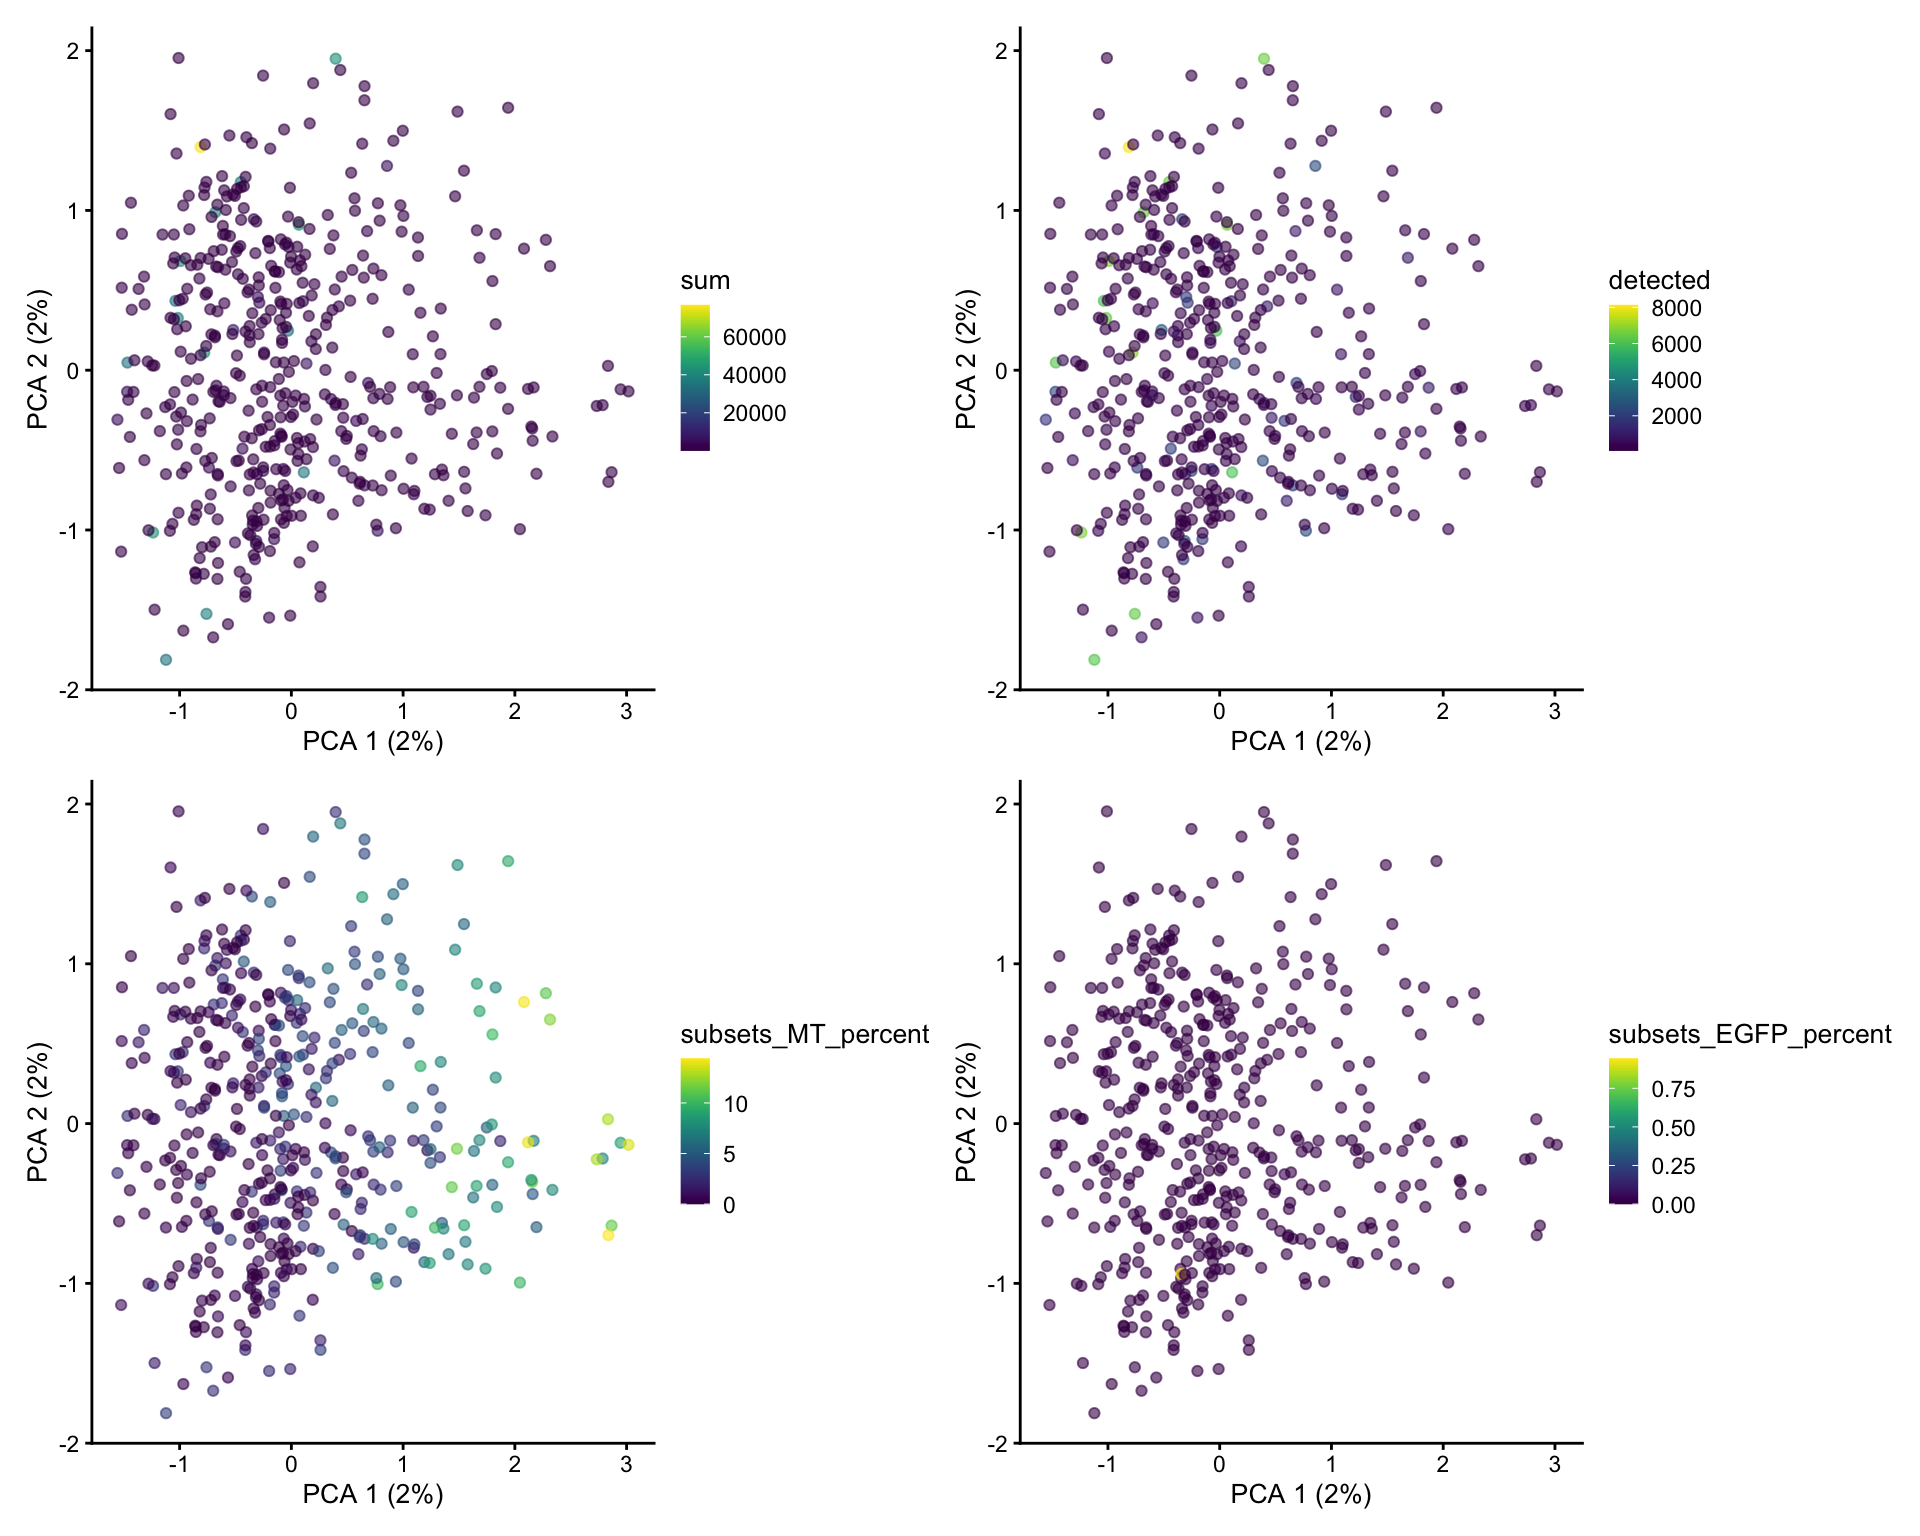 2
1
0
-1
-2
PCA 2 (2%)
-1 0 1 2 3
PCA 1 (2%)
sum
60000
40000
20000
2
1
0
-1
-2
PCA 2 (2%)
-1 0 1 2 3
PCA 1 (2%)
detected
8000
6000
4000
2000
2
1
0
-1
-2
PCA 2 (2%)
-1 0 1 2 3
PCA 1 (2%)
subsets_MT_percent
10
5
0
2
1
0
-1
-2
PCA 2 (2%)
-1 0 1 2 3
PCA 1 (2%)
subsets_EGFP_percent
0.75
0.50
0.25
0.00